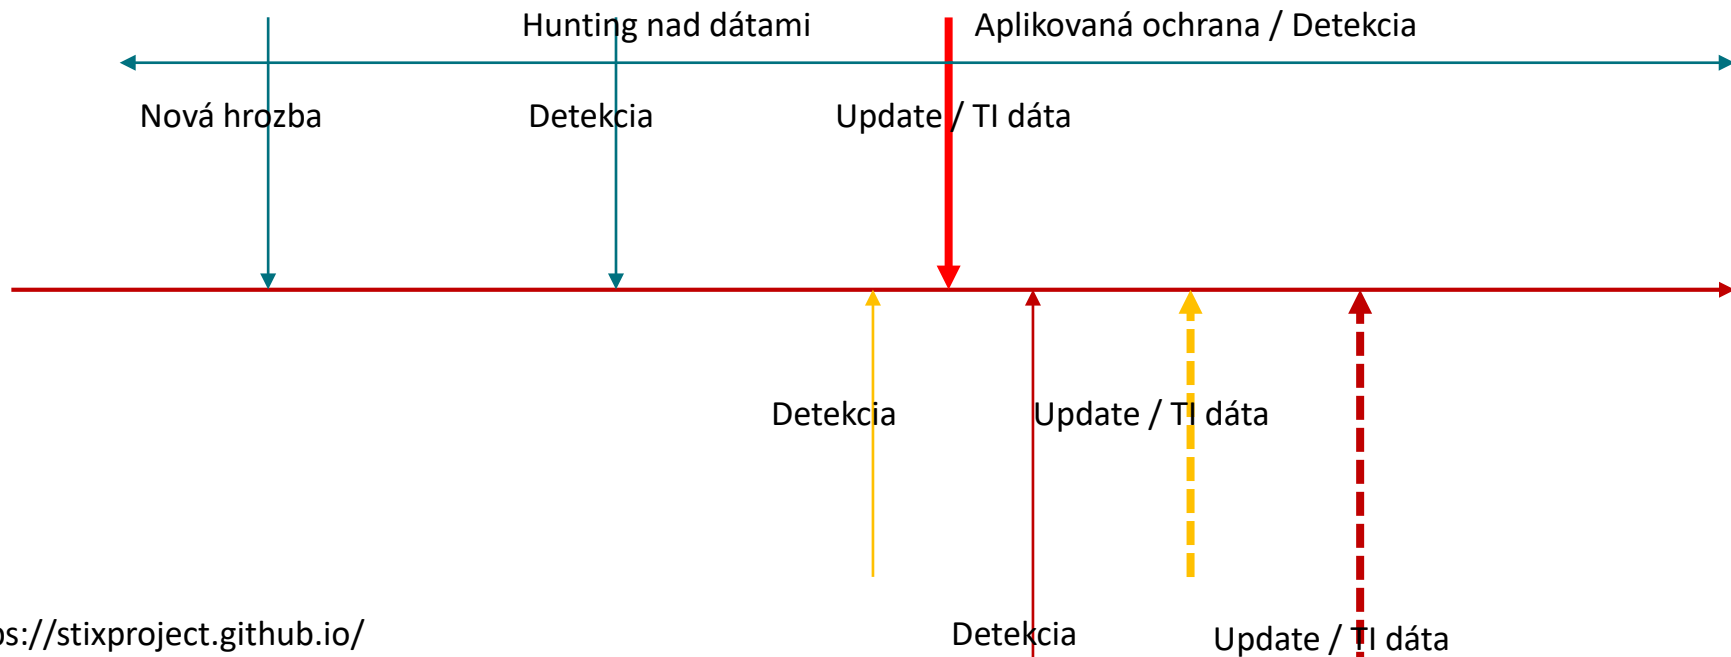 Hunting nad dátami
Aplikovaná ochrana / Detekcia
Nová hrozba
Detekcia
Update / TI dáta
Detekcia
Update / TI dáta
ps://stixproject.github.io/
Detekcia
Update / TI dáta